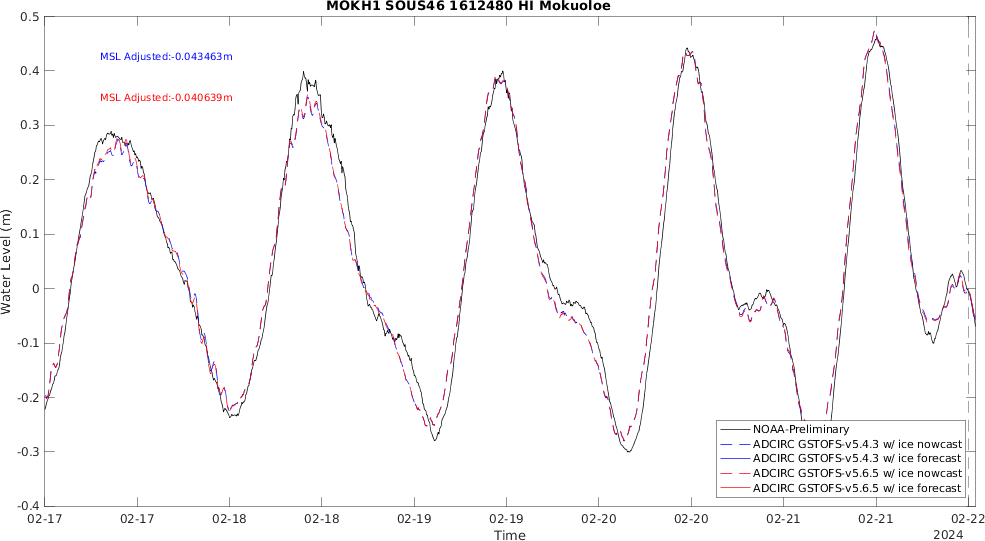 MOKH1 SOUS46 1612480 HI Mokuoloe
0.5
0.4
0.3
0.2
0.1
0
-0.1
-0.2
-0.3
-0.4
Water Level (m)
MSL Adjusted:-0.043463m
MSL Adjusted:-0.040639m
NOAA-Preliminary
ADCIRC GSTOFS-v5.4.3 w/ ice nowcast
ADCIRC GSTOFS-v5.4.3 w/ ice forecast
ADCIRC GSTOFS-v5.6.5 w/ ice nowcast
ADCIRC GSTOFS-v5.6.5 w/ ice forecast
02-17 02-17 02-18 02-18 02-19 02-19 02-20 02-20 02-21 02-21 02-22
Time
2024